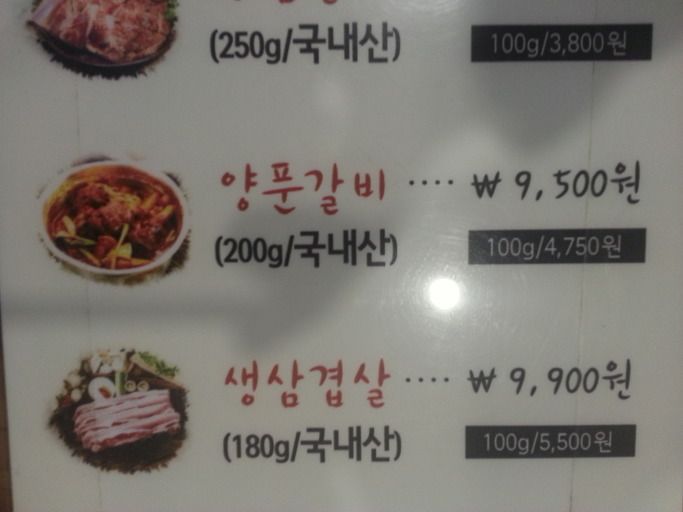 (250g/국내산)
100g/3,800원
양푼갈비 ···· ₩ 9,500원
(200g/국내산)
100g/4,750원
생삼겹살 ···· ₩ 9,900원
(180g/국내산)
100g/5,500원